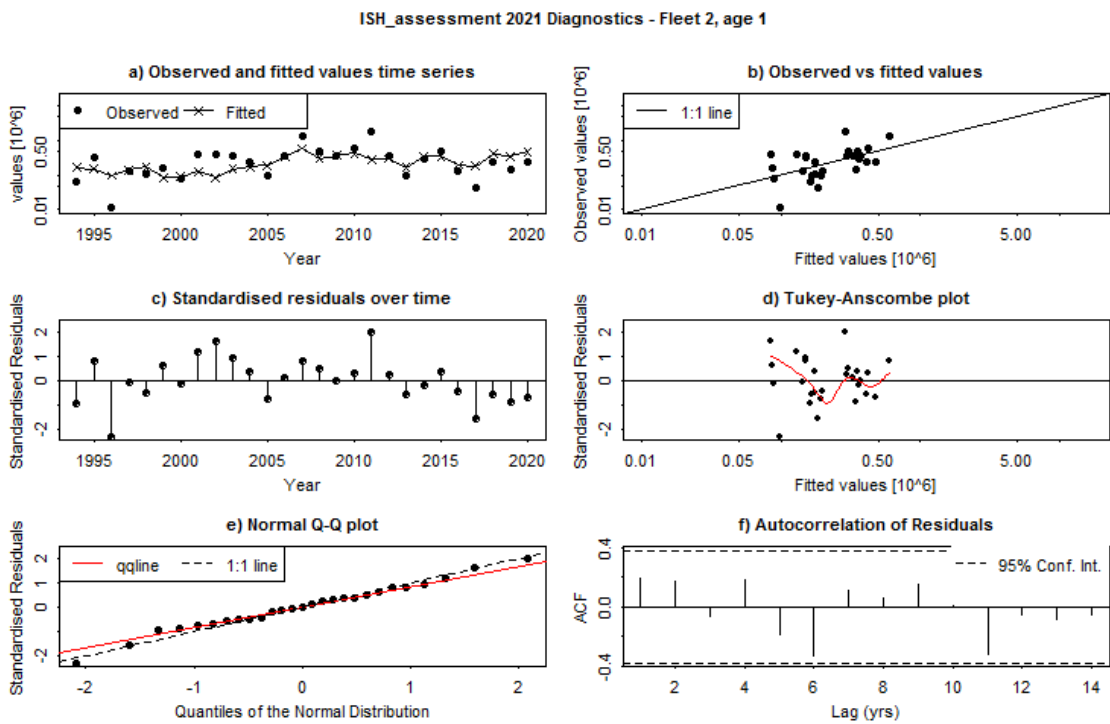 ISH_assessment 2021 Diagnostics - Fleet 2, age 1
a) Observed and fitted values time series
Observed
Fitted
values [10^6]
0.50
0.01
1995
2000
2005
2010
2015
2020
Year
b) Observed vs fitted values
1:1 line
Observed values [10^6]
0.50
0.01
0.01
0.05
0.50
5.00
Fitted values [10^6]
c) Standardised residuals over time
Standardised Residuals
2
1
0
-2
1995
2000
2005
2010
2015
2020
Year
d) Tukey-Anscombe plot
Standardised Residuals
2
1
0
-2
0.01
0.05
0.50
5.00
Fitted values [10^6]
e) Normal Q-Q plot
qqline
1:1 line
Standardised Residuals
2
1
0
-2
-2
-1
0
1
2
Quantiles of the Normal Distribution
f) Autocorrelation of Residuals
95% Conf. Int.
ACF
0.4
0.0
-0.4
2
4
6
8
10
12
14
Lag (yrs)